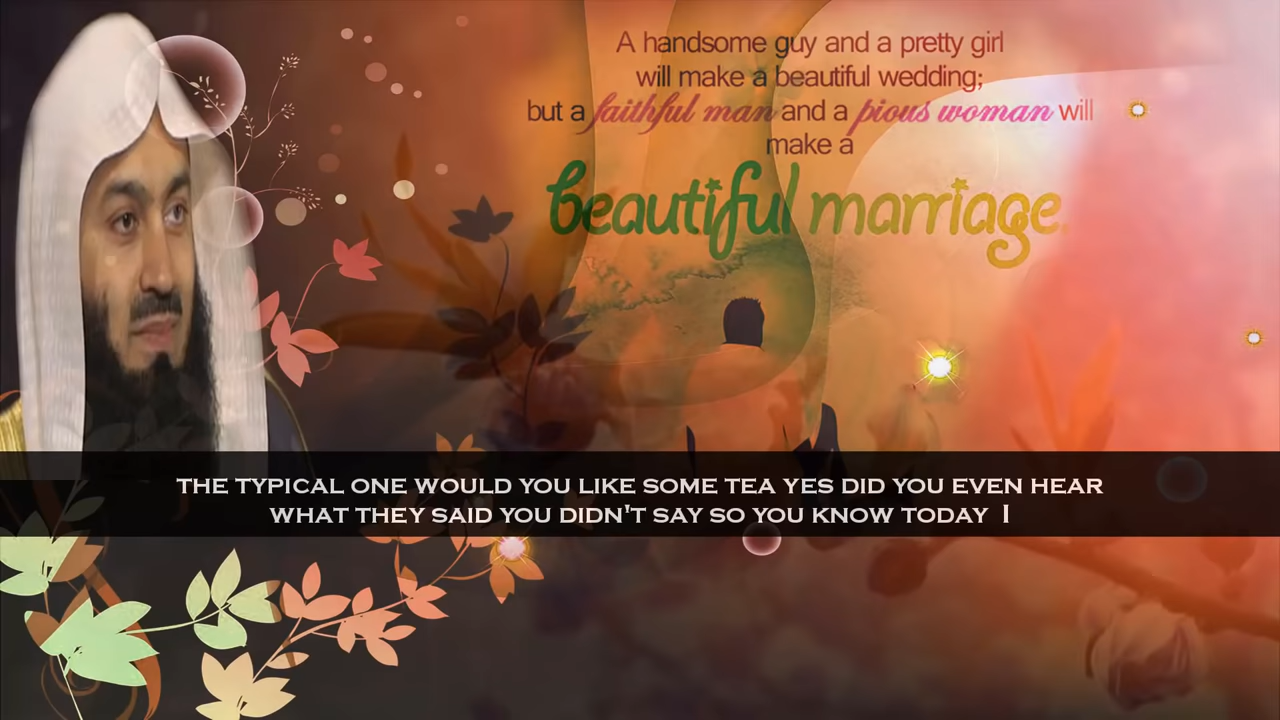 A handsome guy and a pretty girl
will make a beautiful wedding;
but a faithful man and a pious woman will
make a
beautiful marriage.
THE TYPICAL ONE WOULD YOU LIKE SOME TEA YES DID YOU EVEN HEAR
WHAT THEY SAID YOU DIDN'T SAY SO YOU KNOW TODAY I